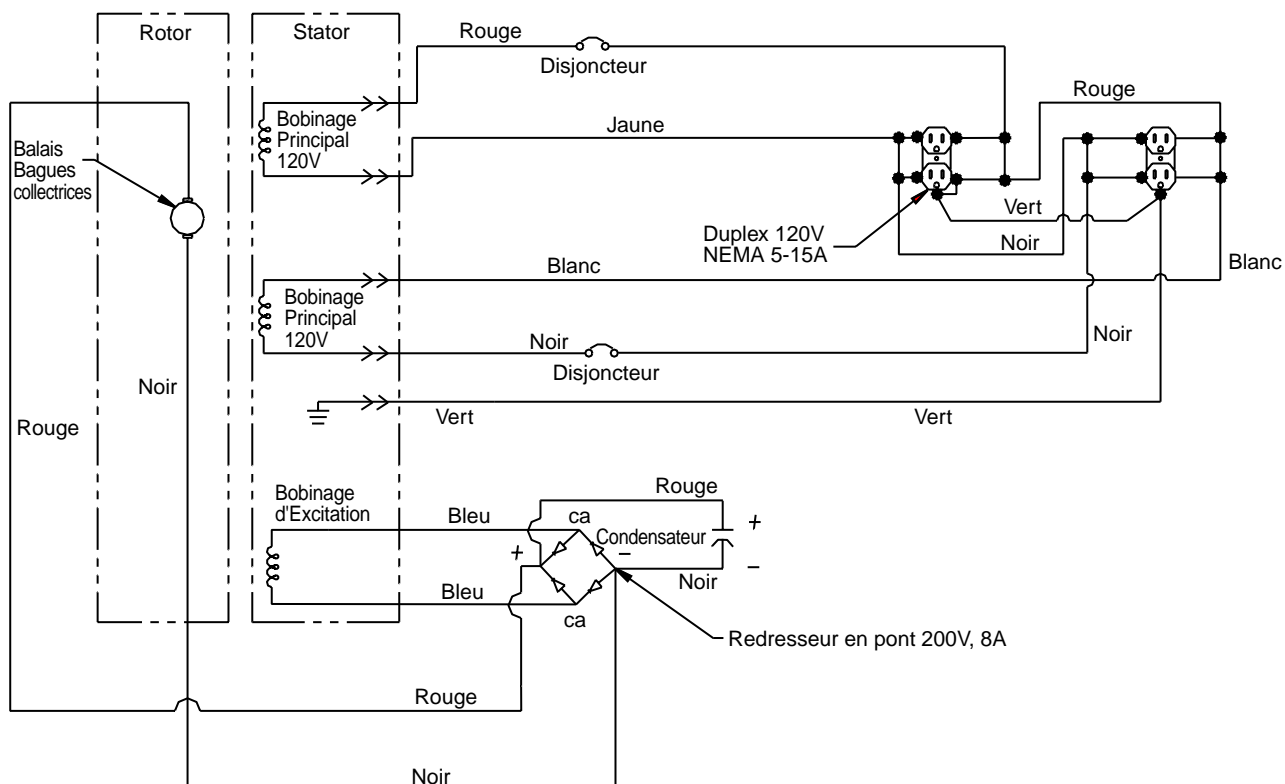 Rotor
Stator
Rouge
Disjoncteur
Rouge
Bobinage
Principal
120V
Jaune
Balais
Bagues
collectrices
Vert
Duplex 120V
NEMA 5-15A
Noir
Blanc
Blanc
Bobinage
Principal
120V
Noir
Disjoncteur
Noir
Noir
Vert
Vert
Rouge
Bobinage
d'Excitation
Rouge
Bleu
ca
Condensateur
+
+
−
−
Noir
Bleu
ca
Redresseur en pont 200V, 8A
Rouge
Noir